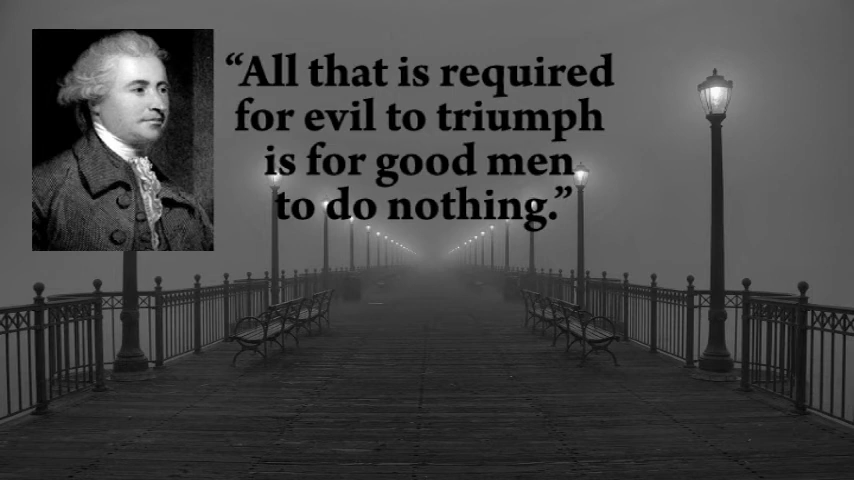 “All that is required
for evil to triumph
is for good men
to do nothing.”